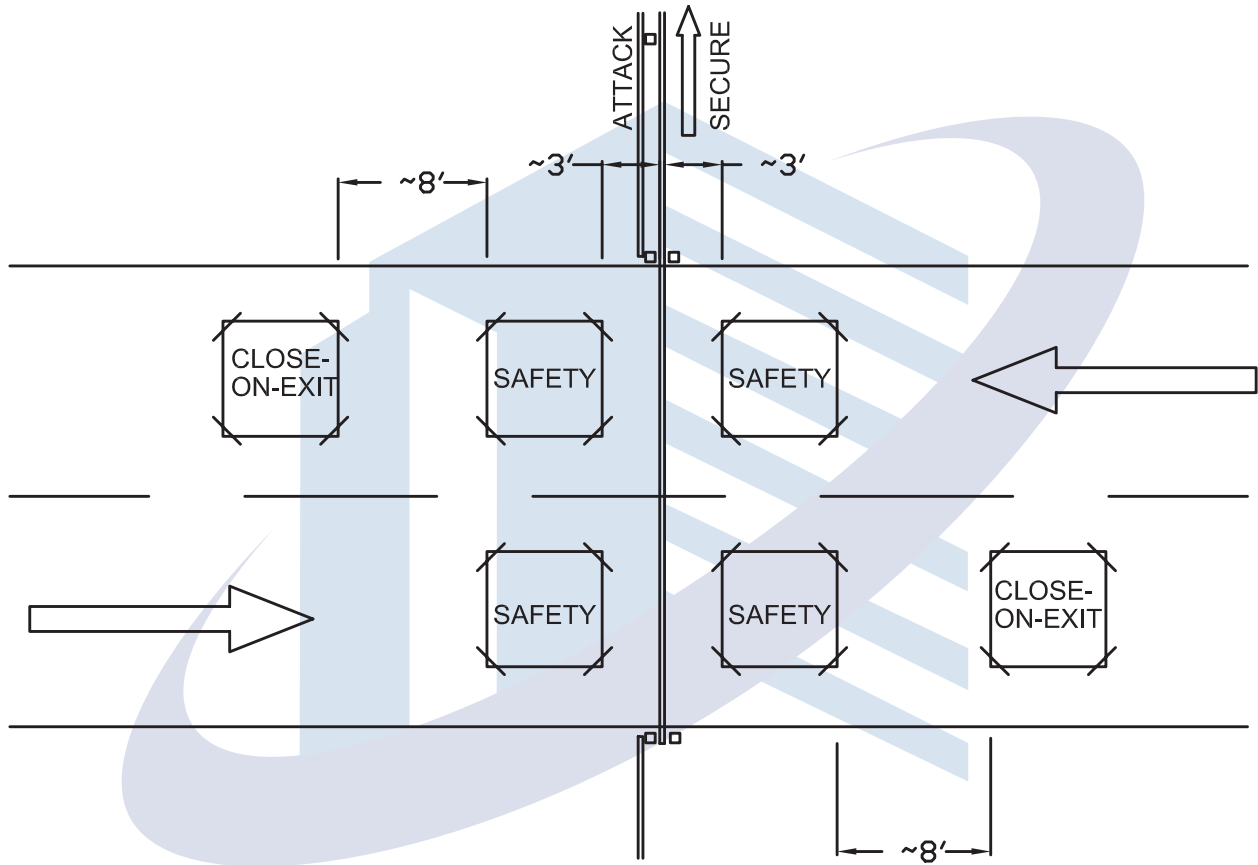 ATTACK
SECURE
~3'
~3'
~8'
CLOSE-
ON-EXIT
SAFETY
SAFETY
SAFETY
SAFETY
CLOSE-
ON-EXIT
~8'